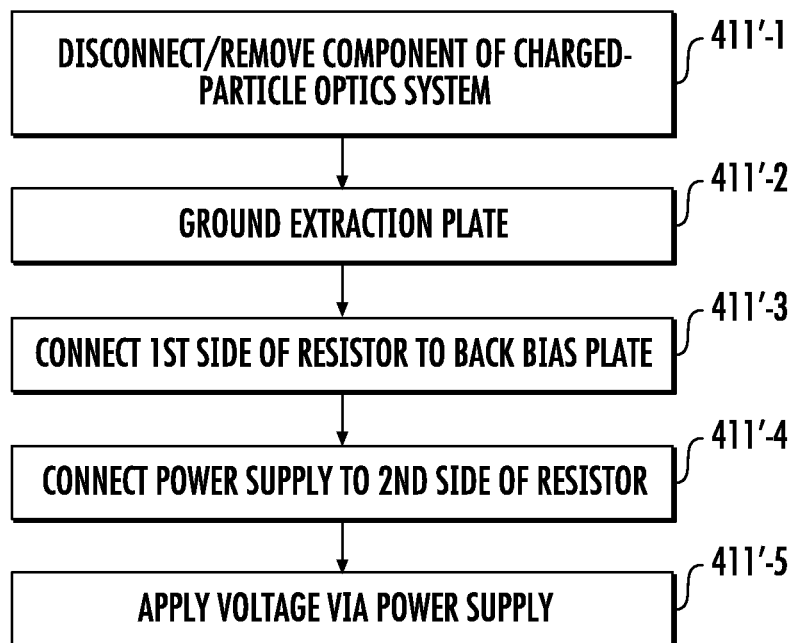 DISCONNECT/REMOVE COMPONENT OF CHARGED-
PARTICLE OPTICS SYSTEM
411'-1
GROUND EXTRACTION PLATE
411'-2
CONNECT 1ST SIDE OF RESISTOR TO BACK BIAS PLATE
411'-3
CONNECT POWER SUPPLY TO 2ND SIDE OF RESISTOR
411'-4
APPLY VOLTAGE VIA POWER SUPPLY
411'-5